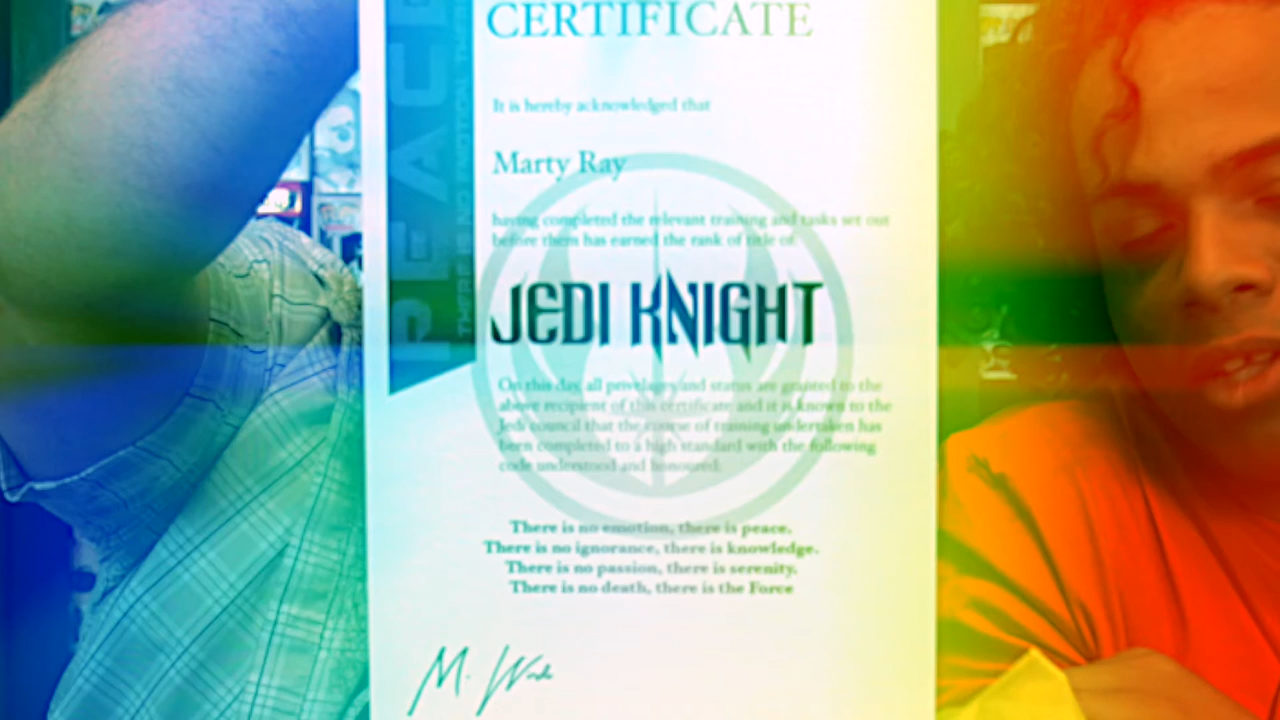 CERTIFICATE
It is hereby acknowledged that
Marty Ray
having completed the relevant training and tasks set out
before them has earned the rank of title of
JEDI KNIGHT
On this day all privelages and status are granted to the
above recipient of this certificate and it is known to the
Jedi council that the course of training undertaken has
been completed to a high standard with the following
code understood and honoured:
There is no emotion, there is peace.
There is no ignorance, there is knowledge.
There is no passion, there is serenity.
There is no death, there is the Force
PEACE
THERE IS NO EMOTION, THERE
M.